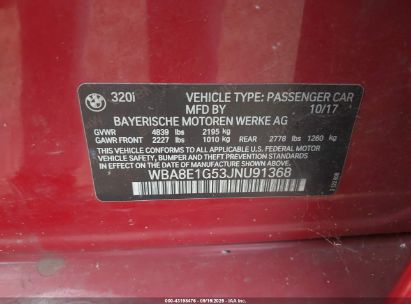 320i VEHICLE TYPE: PASSENGER CAR
MFD BY 10/17
BAYERISCHE MOTOREN WERKE AG
GVWR 4839 lbs 2195 kg
GAWR FRONT 2227 lbs 1010 kg REAR 2778 lbs 1260 kg
THIS VEHICLE CONFORMS TO ALL APPLICABLE U.S. FEDERAL MOTOR
VEHICLE SAFETY, BUMPER AND THEFT PREVENTION STANDARDS IN EFFECT
ON THE DATE OF MANUFACTURE SHOWN ABOVE.
WBA8E1G53JNU91368